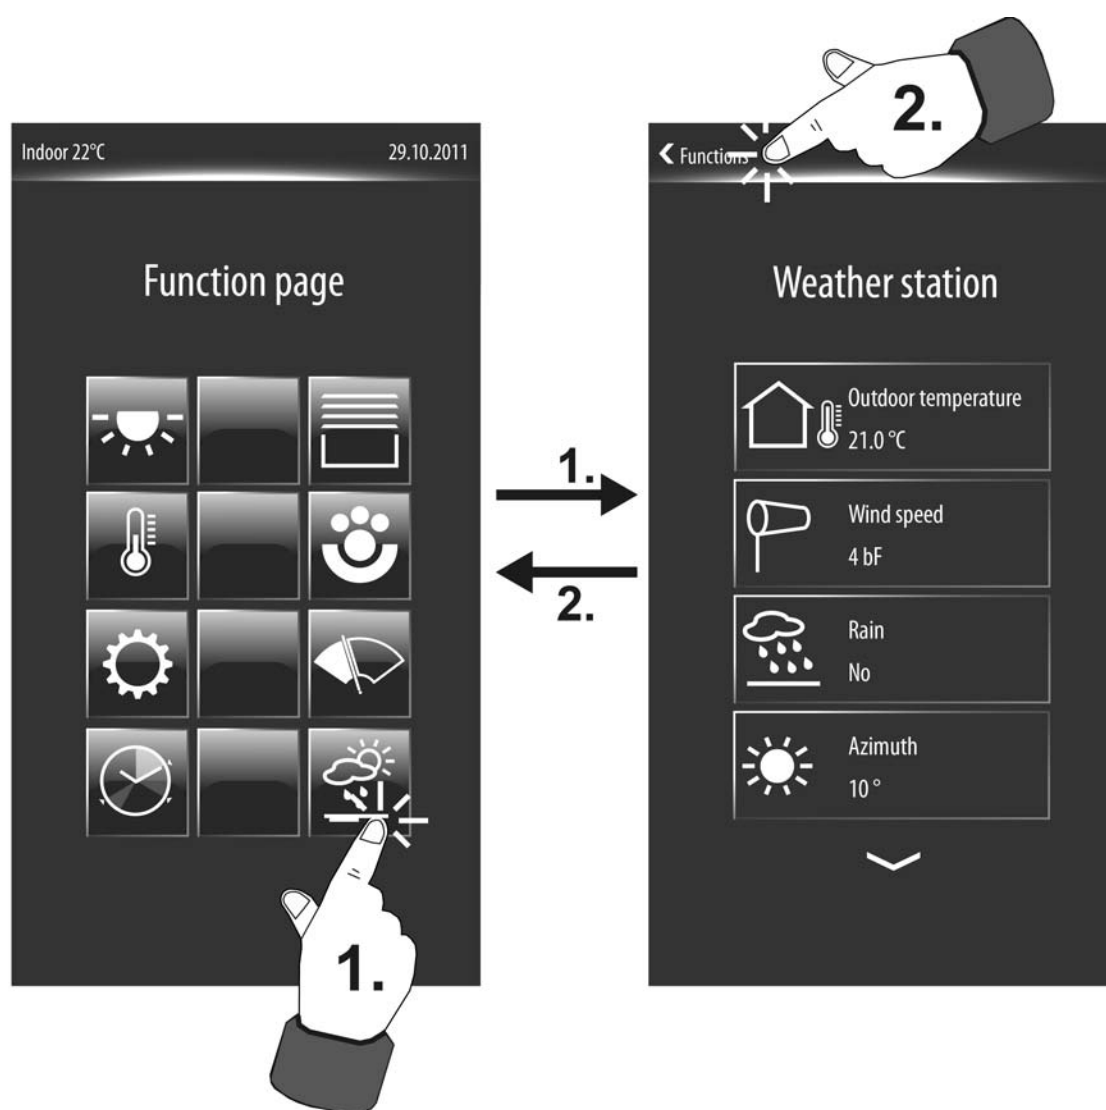 2.
Indoor 22°C
29.10.2011
Functions
Function page
Weather station
Outdoor temperature
21.0 °C
1.
Wind speed
4 bF
2.
Rain
No
Azimuth
10 °
1.